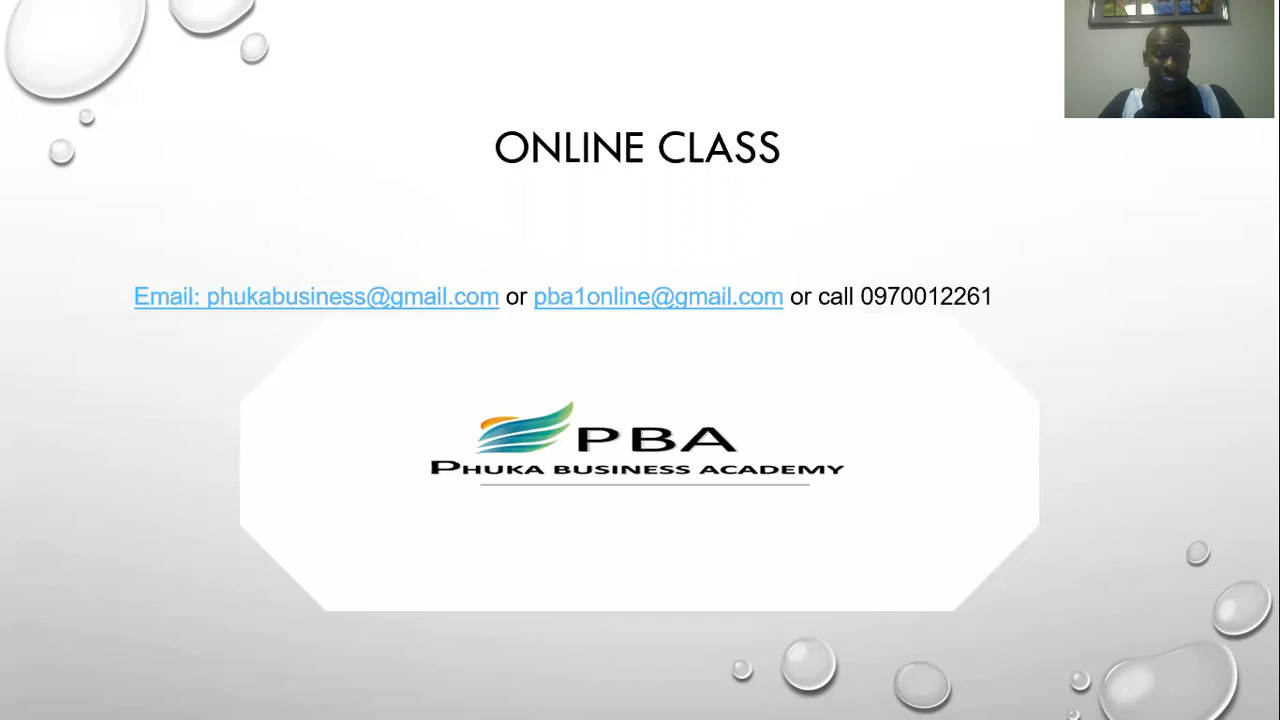 ONLINE CLASS
Email: phukabusiness@gmail.com or pba1online@gmail.com or call 0970012261
PBA
PHUKA BUSINESS ACADEMY